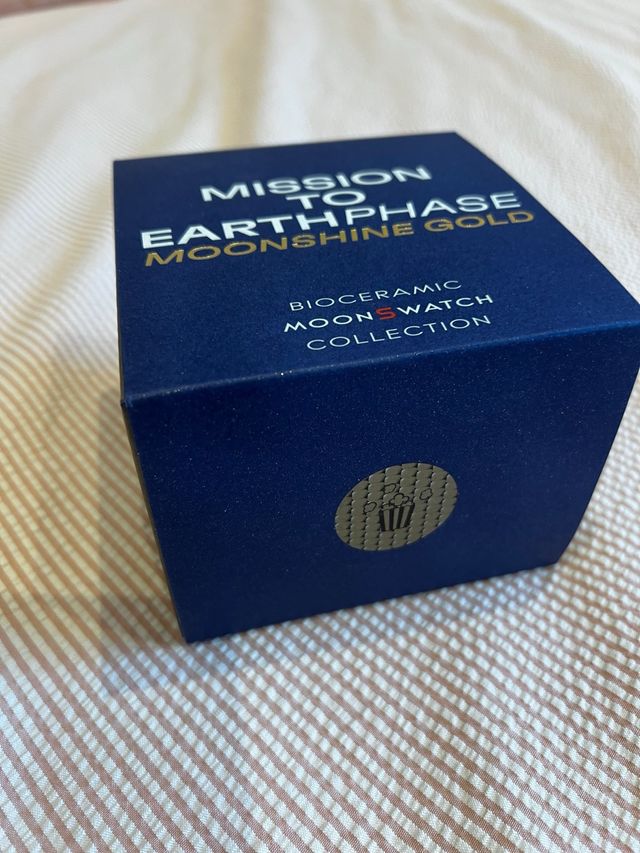 MISSION
TO
EARTHPHASE
MOONSHINE GOLD
BIOCERAMIC
MOONSWATCH
COLLECTION